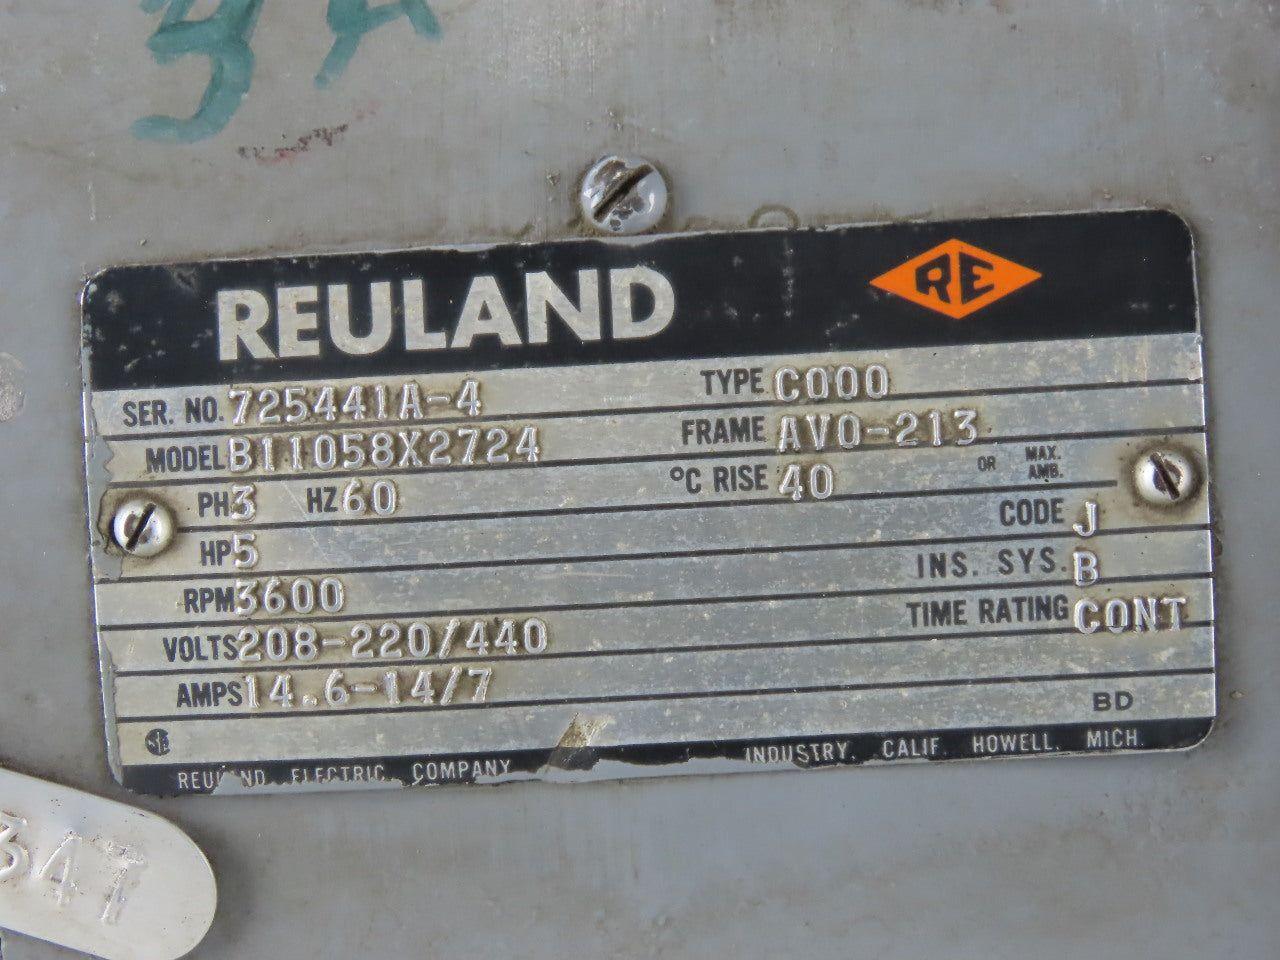 REULAND
RE
SER. NO. 725441A-4 TYPE C000
MODEL B11058X2724 FRAME AVO-213
PH 3 HZ 60 °C RISE 40 OR MAX. AMB.
HP 5 CODE J
RPM 3600 INS. SYS. B
VOLTS 208-220/440 TIME RATING CONT
AMPS 14.6-14/7
BD
REULAND ELECTRIC COMPANY INDUSTRY, CALIF. HOWELL, MICH.
347